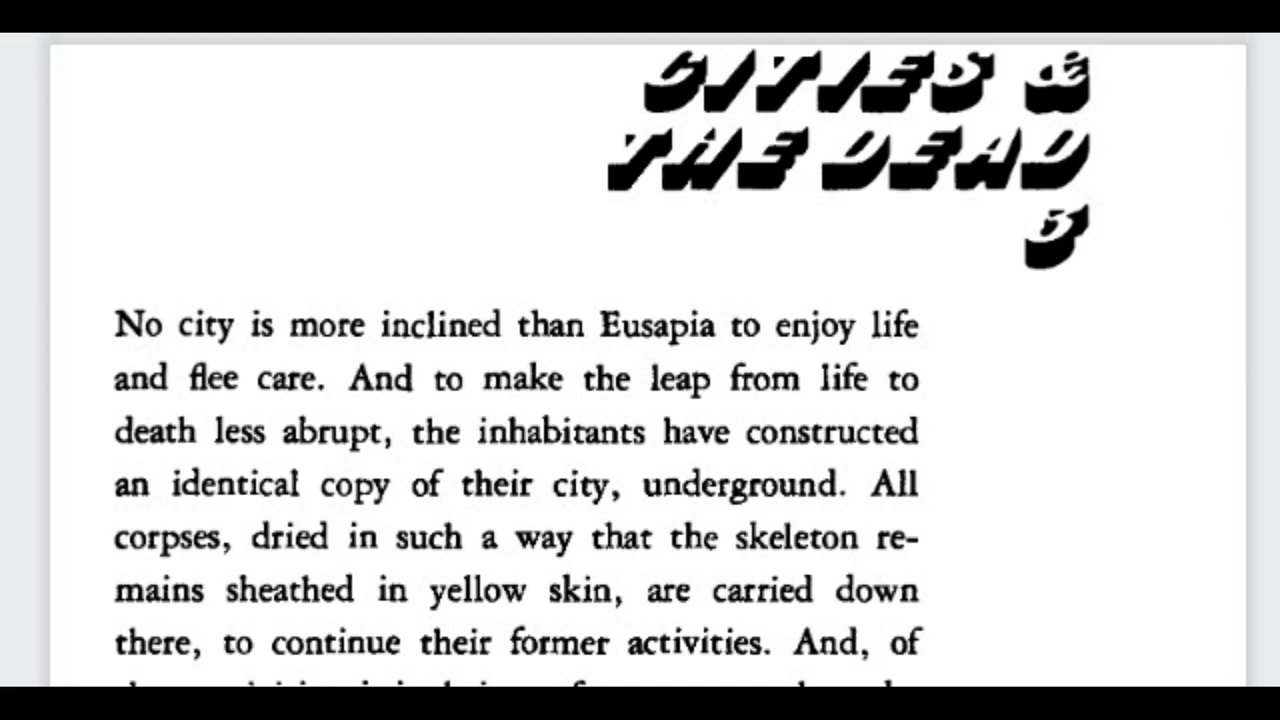 CITIES &
THE DEAD
3
No city is more inclined than Eusapia to enjoy life
and flee care. And to make the leap from life to
death less abrupt, the inhabitants have constructed
an identical copy of their city, underground. All
corpses, dried in such a way that the skeleton re-
mains sheathed in yellow skin, are carried down
there, to continue their former activities. And, of